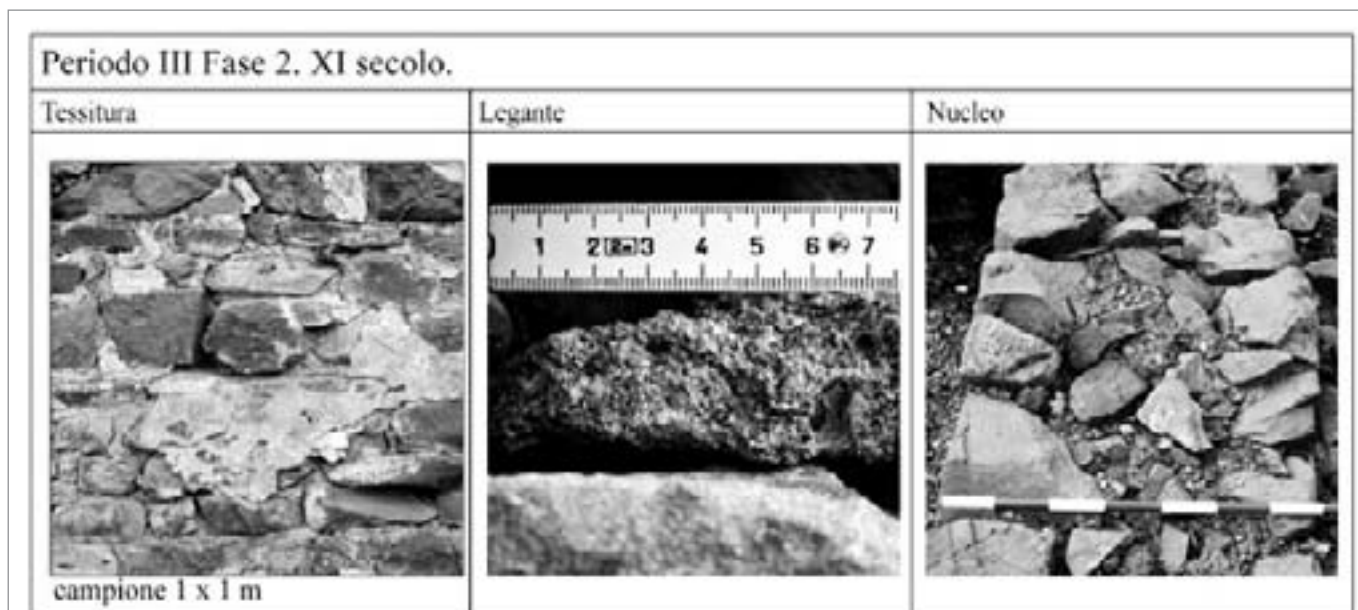 Periodo III Fase 2. XI secolo.
Tessitura
Legante
Nucleo
1 2 3 4 5 6 7
campione 1 x 1 m